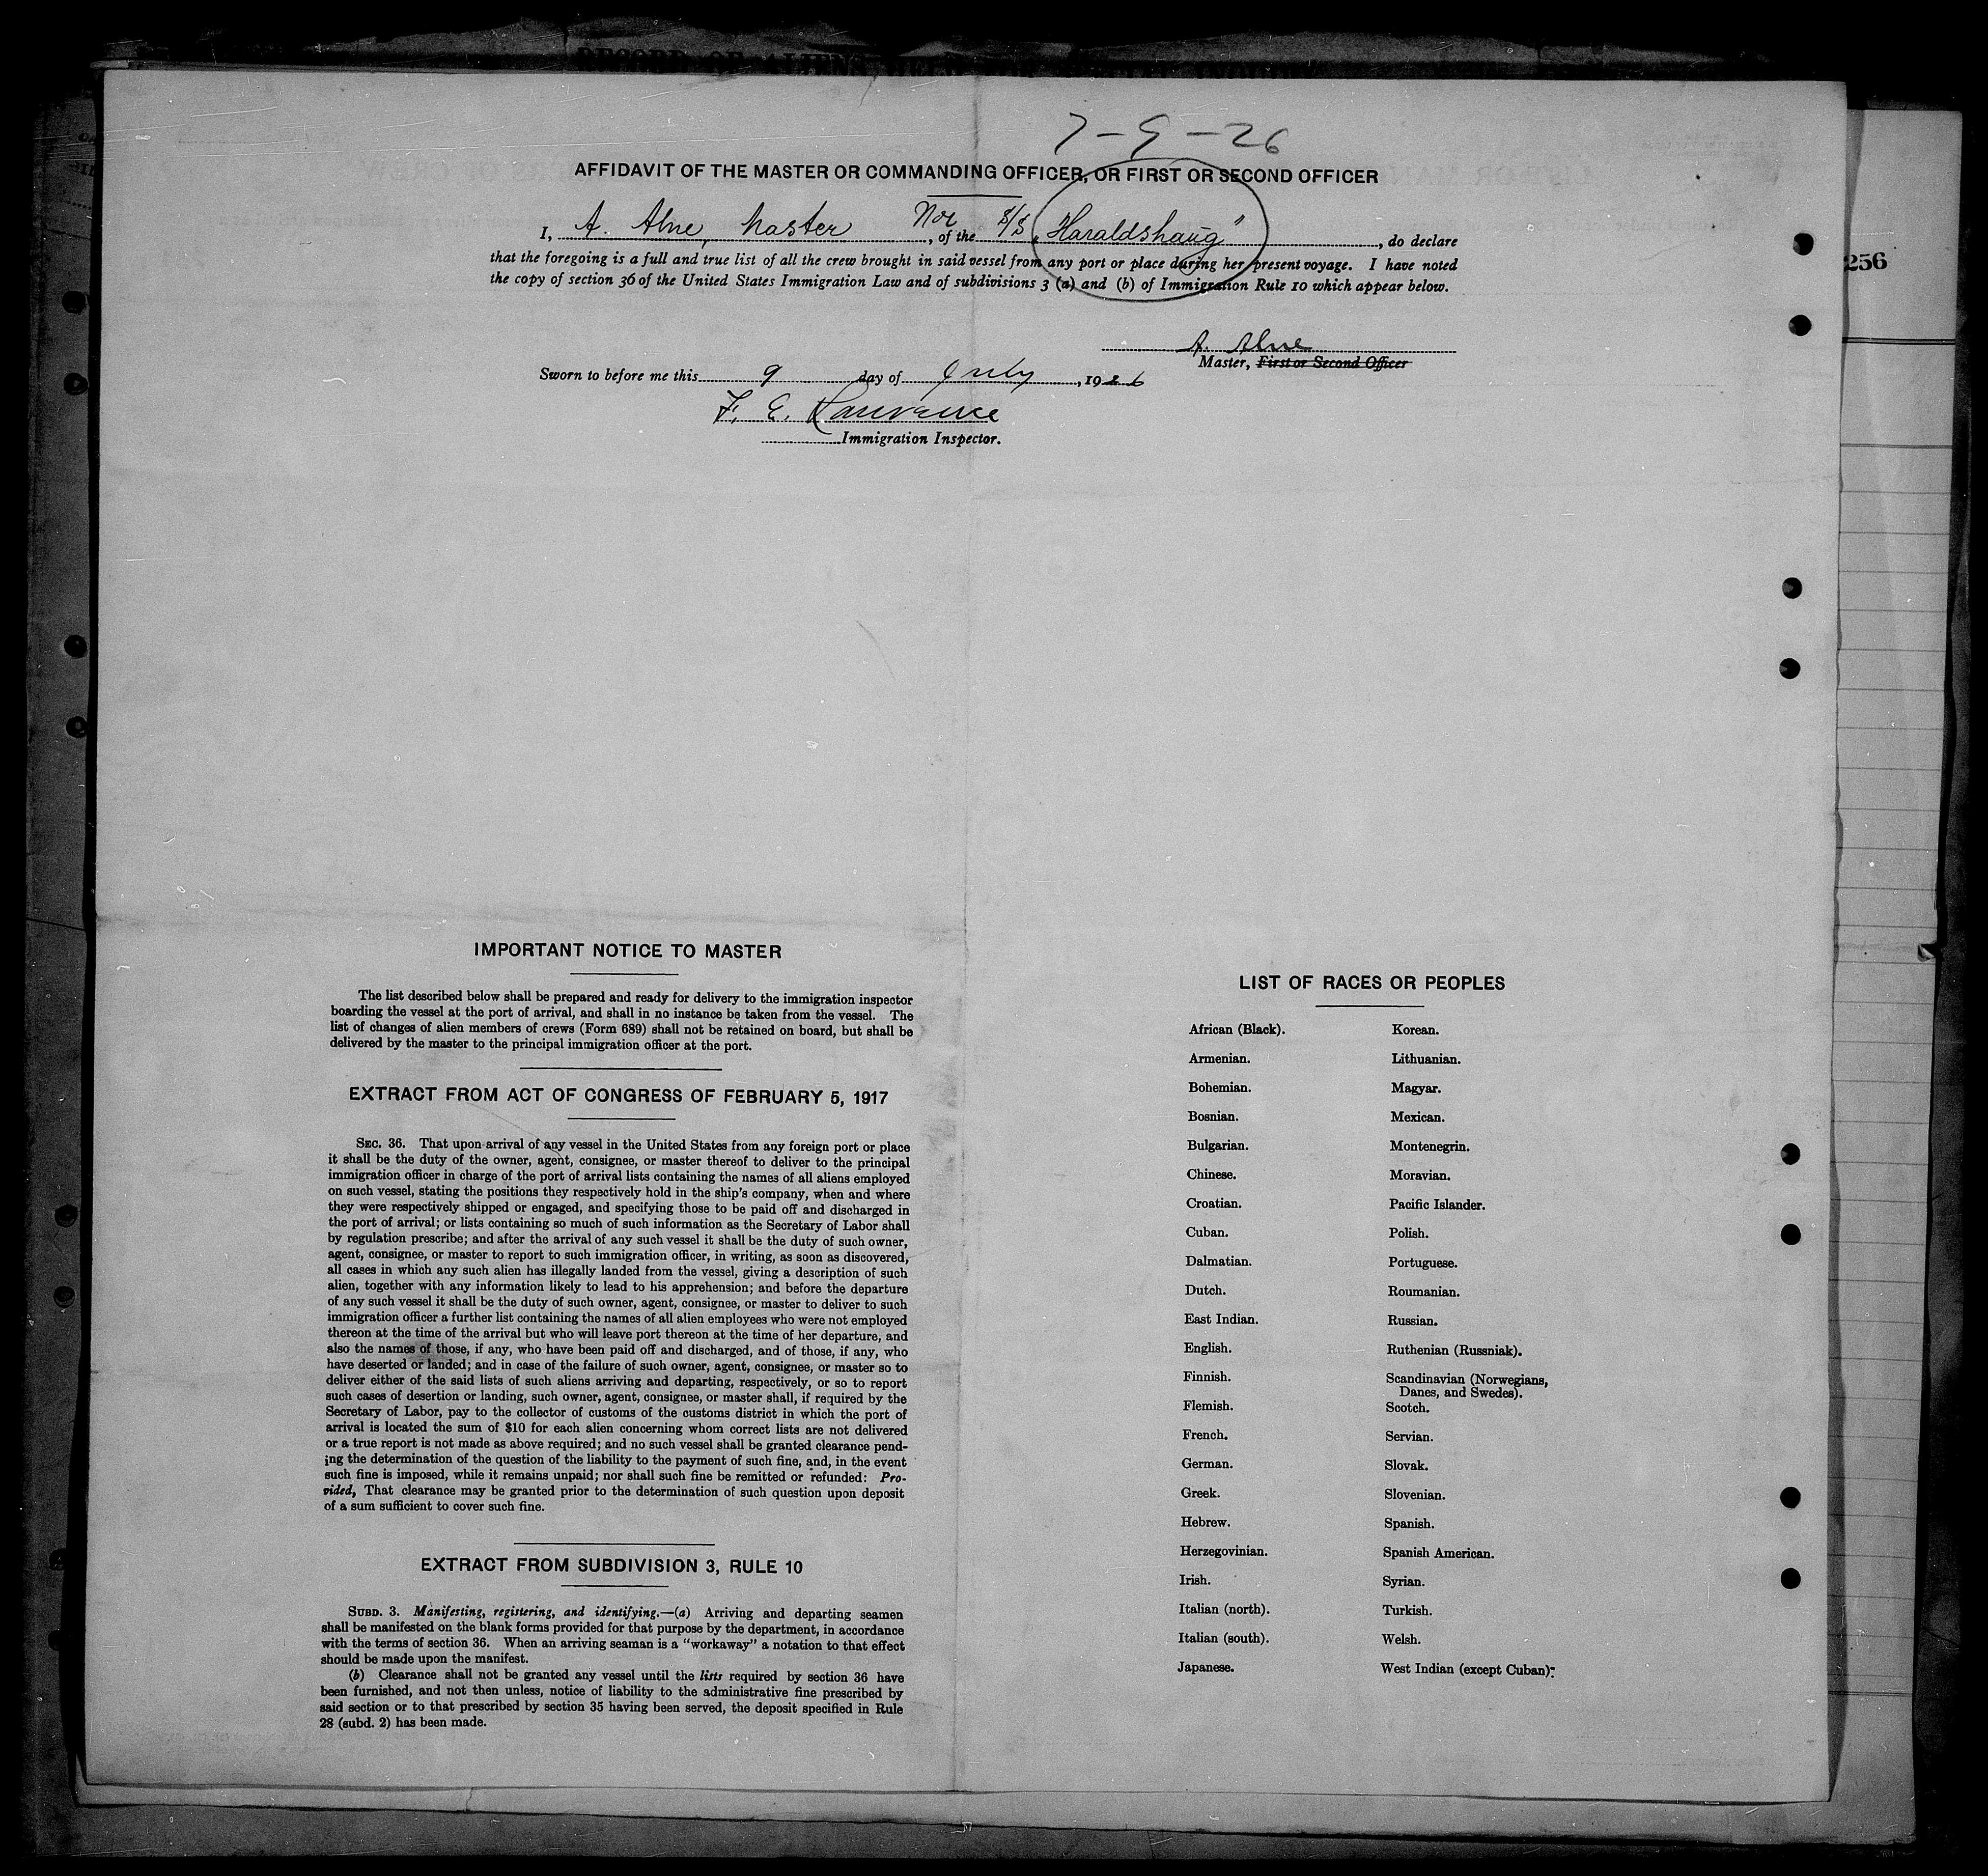 7-9-26
AFFIDAVIT OF THE MASTER OR COMMANDING OFFICER, OR FIRST OR SECOND OFFICER
I, A. Alne, Master, of the Nor S/S "Haraldshaug", do declare
that the foregoing is a full and true list of all the crew brought in said vessel from any port or place during her present voyage. I have noted
the copy of section 36 of the United States Immigration Law and of subdivisions 3 (a) and (b) of Immigration Rule 10 which appear below.
A. Alne
Master, First or Second Officer
Sworn to before me this 9 day of July, 1926
F. E. Lawrence
Immigration Inspector.
256
IMPORTANT NOTICE TO MASTER
The list described below shall be prepared and ready for delivery to the immigration inspector
boarding the vessel at the port of arrival, and shall in no instance be taken from the vessel. The
list of changes of alien members of crews (Form 689) shall not be retained on board, but shall be
delivered by the master to the principal immigration officer at the port.
EXTRACT FROM ACT OF CONGRESS OF FEBRUARY 5, 1917
SEC. 36. That upon arrival of any vessel in the United States from any foreign port or place
it shall be the duty of the owner, agent, consignee, or master thereof to deliver to the principal
immigration officer in charge of the port of arrival lists containing the names of all aliens employed
on such vessel, stating the positions they respectively hold in the ship's company, when and where
they were respectively shipped or engaged, and specifying those to be paid off and discharged in
the port of arrival; or lists containing so much of such information as the Secretary of Labor shall
by regulation prescribe; and after the arrival of any such vessel it shall be the duty of such owner,
agent, consignee, or master to report to such immigration officer, in writing, as soon as discovered,
all cases in which any such alien has illegally landed from the vessel, giving a description of such
alien, together with any information likely to lead to his apprehension; and before the departure
of any such vessel it shall be the duty of such owner, agent, consignee, or master to deliver to such
immigration officer a further list containing the names of all alien employees who were not employed
thereon at the time of the arrival but who will leave port thereon at the time of her departure, and
also the names of those, if any, who have been paid off and discharged, and of those, if any, who
have deserted or landed; and in case of the failure of such owner, agent, consignee, or master so to
deliver either of the said lists of such aliens arriving and departing, respectively, or so to report
such cases of desertion or landing, such owner, agent, consignee, or master shall, if required by the
Secretary of Labor, pay to the collector of customs of the customs district in which the port of
arrival is located the sum of $10 for each alien concerning whom correct lists are not delivered
or a true report is not made as above required; and no such vessel shall be granted clearance pend-
ing the determination of the question of the liability to the payment of such fine, and, in the event
such fine is imposed, while it remains unpaid; nor shall such fine be remitted or refunded: Pro-
vided, That clearance may be granted prior to the determination of such question upon deposit
of a sum sufficient to cover such fine.
EXTRACT FROM SUBDIVISION 3, RULE 10
SUBD. 3. Manifesting, registering, and identifying.—(a) Arriving and departing seamen
shall be manifested on the blank forms provided for that purpose by the department, in accordance
with the terms of section 36. When an arriving seaman is a "workaway" a notation to that effect
should be made upon the manifest.
(b) Clearance shall not be granted any vessel until the lists required by section 36 have
been furnished, and not then unless, notice of liability to the administrative fine prescribed by
said section or to that prescribed by section 35 having been served, the deposit specified in Rule
28 (subd. 2) has been made.
LIST OF RACES OR PEOPLES
African (Black).
Armenian.
Bohemian.
Bosnian.
Bulgarian.
Chinese.
Croatian.
Cuban.
Dalmatian.
Dutch.
East Indian.
English.
Finnish.
Flemish.
French.
German.
Greek.
Hebrew.
Herzegovinian.
Irish.
Italian (north).
Italian (south).
Japanese.
Korean.
Lithuanian.
Magyar.
Mexican.
Montenegrin.
Moravian.
Pacific Islander.
Polish.
Portuguese.
Roumanian.
Russian.
Ruthenian (Russniak).
Scandinavian (Norwegians,
Danes, and Swedes).
Scotch.
Servian.
Slovak.
Slovenian.
Spanish.
Spanish American.
Syrian.
Turkish.
Welsh.
West Indian (except Cuban).